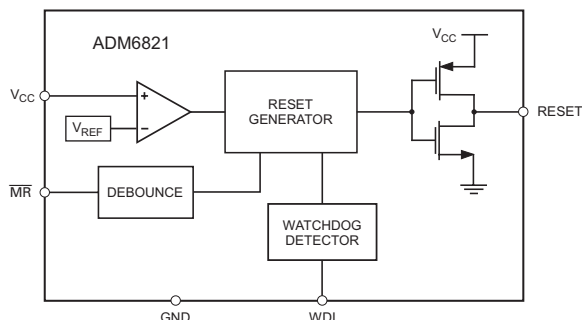 ADM6821
VCC
VCC
+
VREF
−
RESET
GENERATOR
RESET
MR
DEBOUNCE
WATCHDOG
DETECTOR
GND
WDI